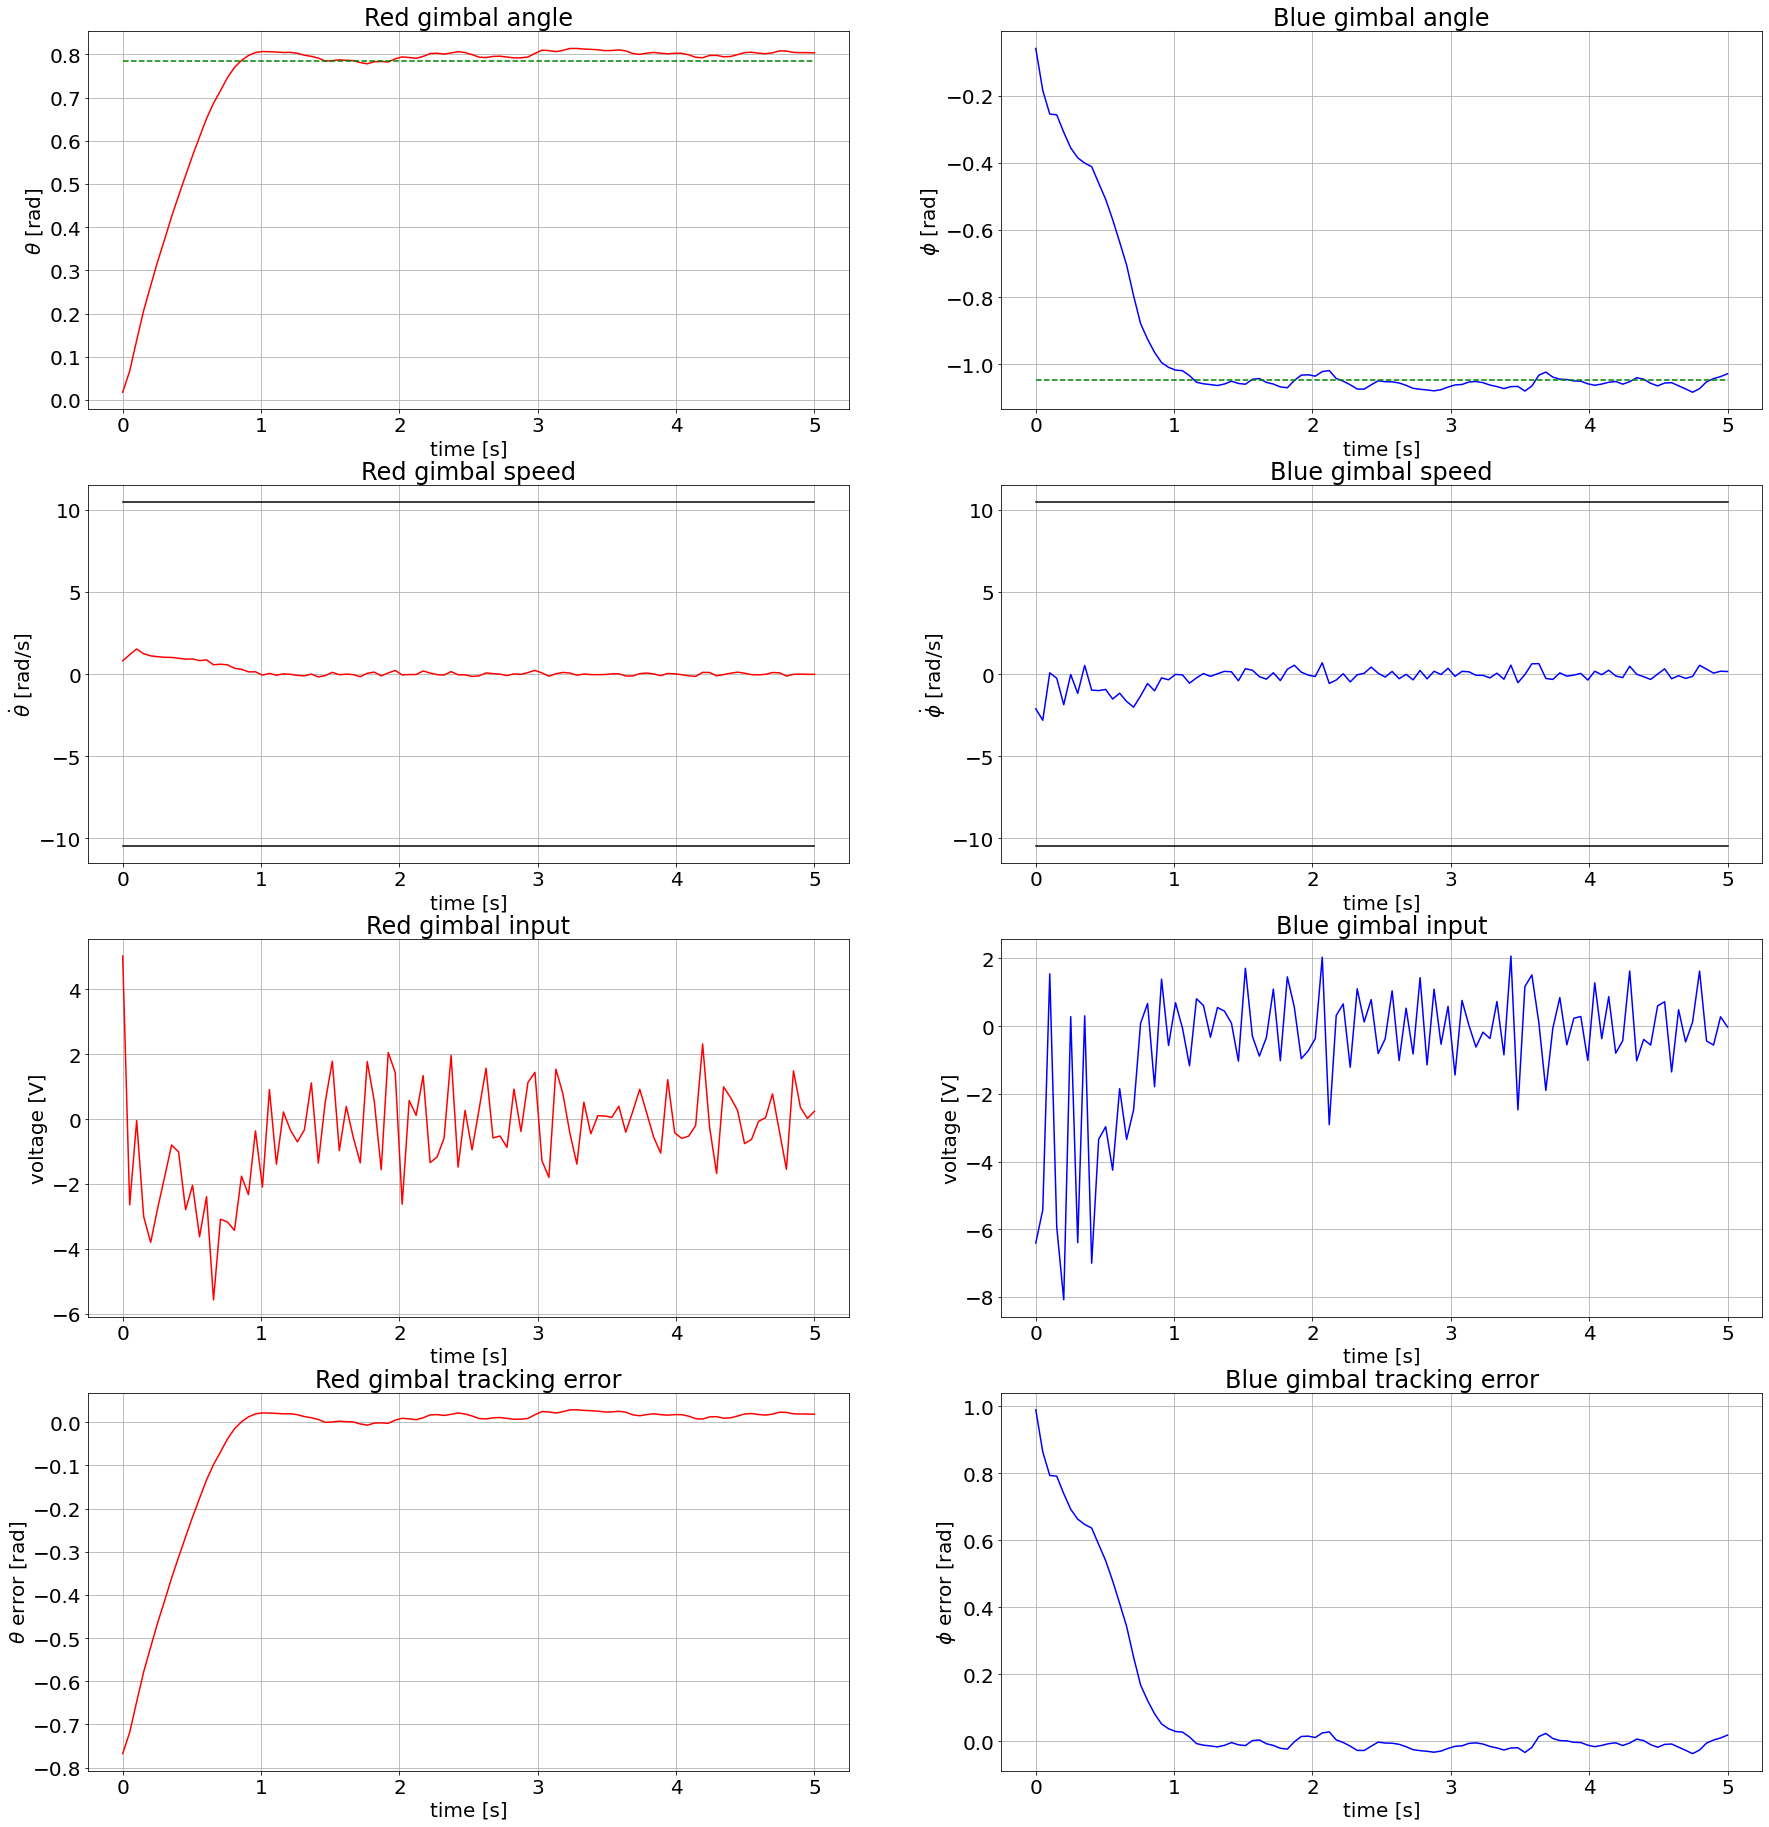 Red gimbal angle
0.8
0.7
0.6
0.5
0.4
0.3
0.2
0.1
0.0
θ [rad]
0 1 2 3 4 5
time [s]
Blue gimbal angle
−0.2
−0.4
−0.6
−0.8
−1.0
ϕ [rad]
0 1 2 3 4 5
time [s]
Red gimbal speed
10
5
0
−5
−10
θ̇ [rad/s]
0 1 2 3 4 5
time [s]
Blue gimbal speed
10
5
0
−5
−10
ϕ̇ [rad/s]
0 1 2 3 4 5
time [s]
Red gimbal input
4
2
0
−2
−4
−6
voltage [V]
0 1 2 3 4 5
time [s]
Blue gimbal input
2
0
−2
−4
−6
−8
voltage [V]
0 1 2 3 4 5
time [s]
Red gimbal tracking error
0.0
−0.1
−0.2
−0.3
−0.4
−0.5
−0.6
−0.7
−0.8
θ error [rad]
0 1 2 3 4 5
time [s]
Blue gimbal tracking error
1.0
0.8
0.6
0.4
0.2
0.0
ϕ error [rad]
0 1 2 3 4 5
time [s]